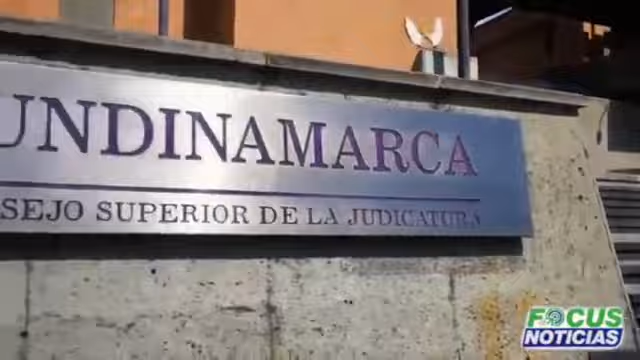 UNDINAMARCA
SEJO SUPERIOR DE LA JUDICATURA
FOCUS
NOTICIAS